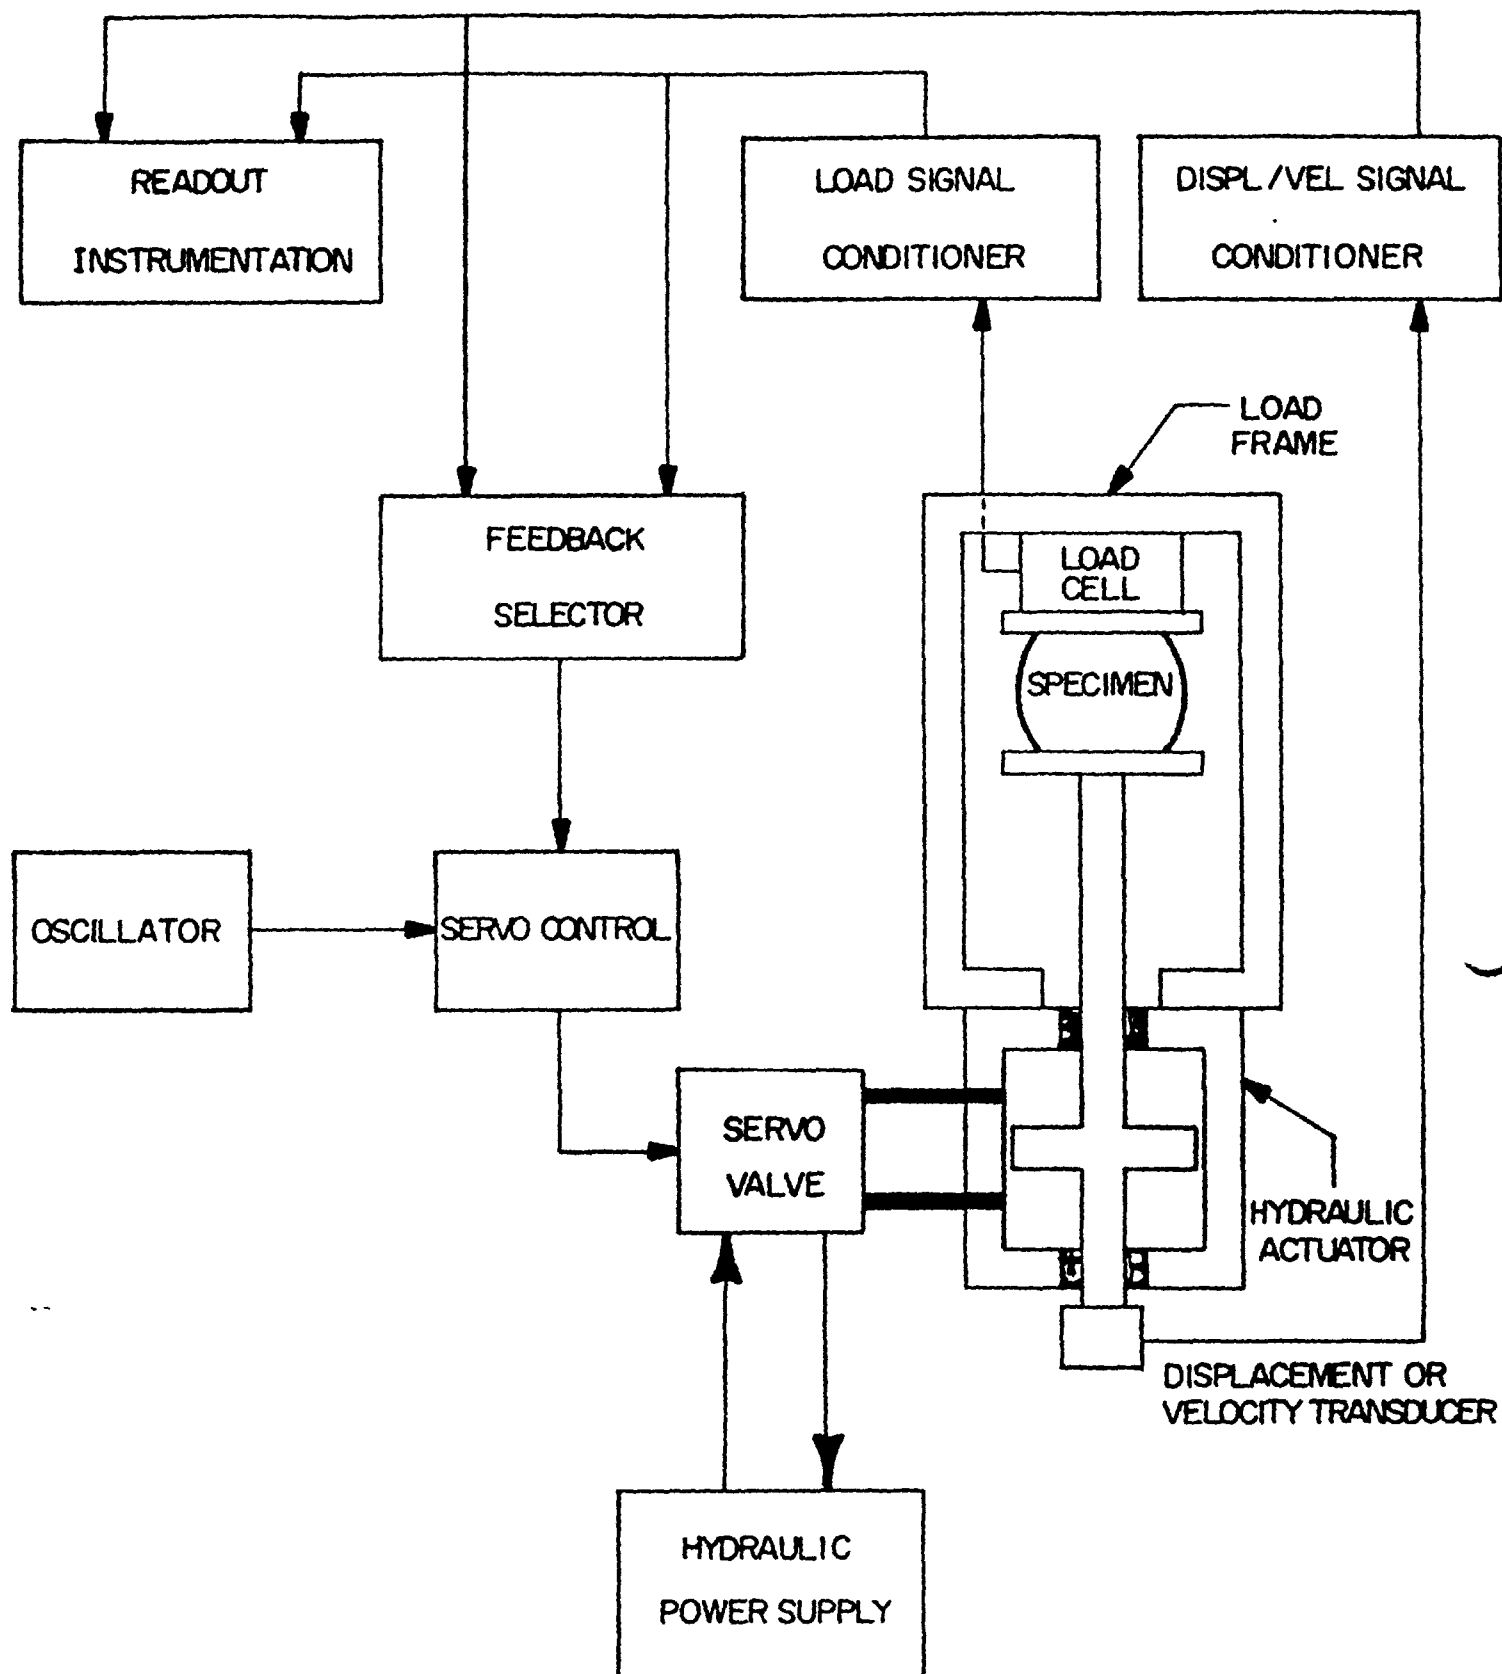 READOUT
INSTRUMENTATION
LOAD SIGNAL
CONDITIONER
DISPL/VEL SIGNAL
CONDITIONER
LOAD
FRAME
FEEDBACK
SELECTOR
LOAD
CELL
SPECIMEN
OSCILLATOR
SERVO CONTROL
SERVO
VALVE
HYDRAULIC
ACTUATOR
DISPLACEMENT OR
VELOCITY TRANSDUCER
HYDRAULIC
POWER SUPPLY